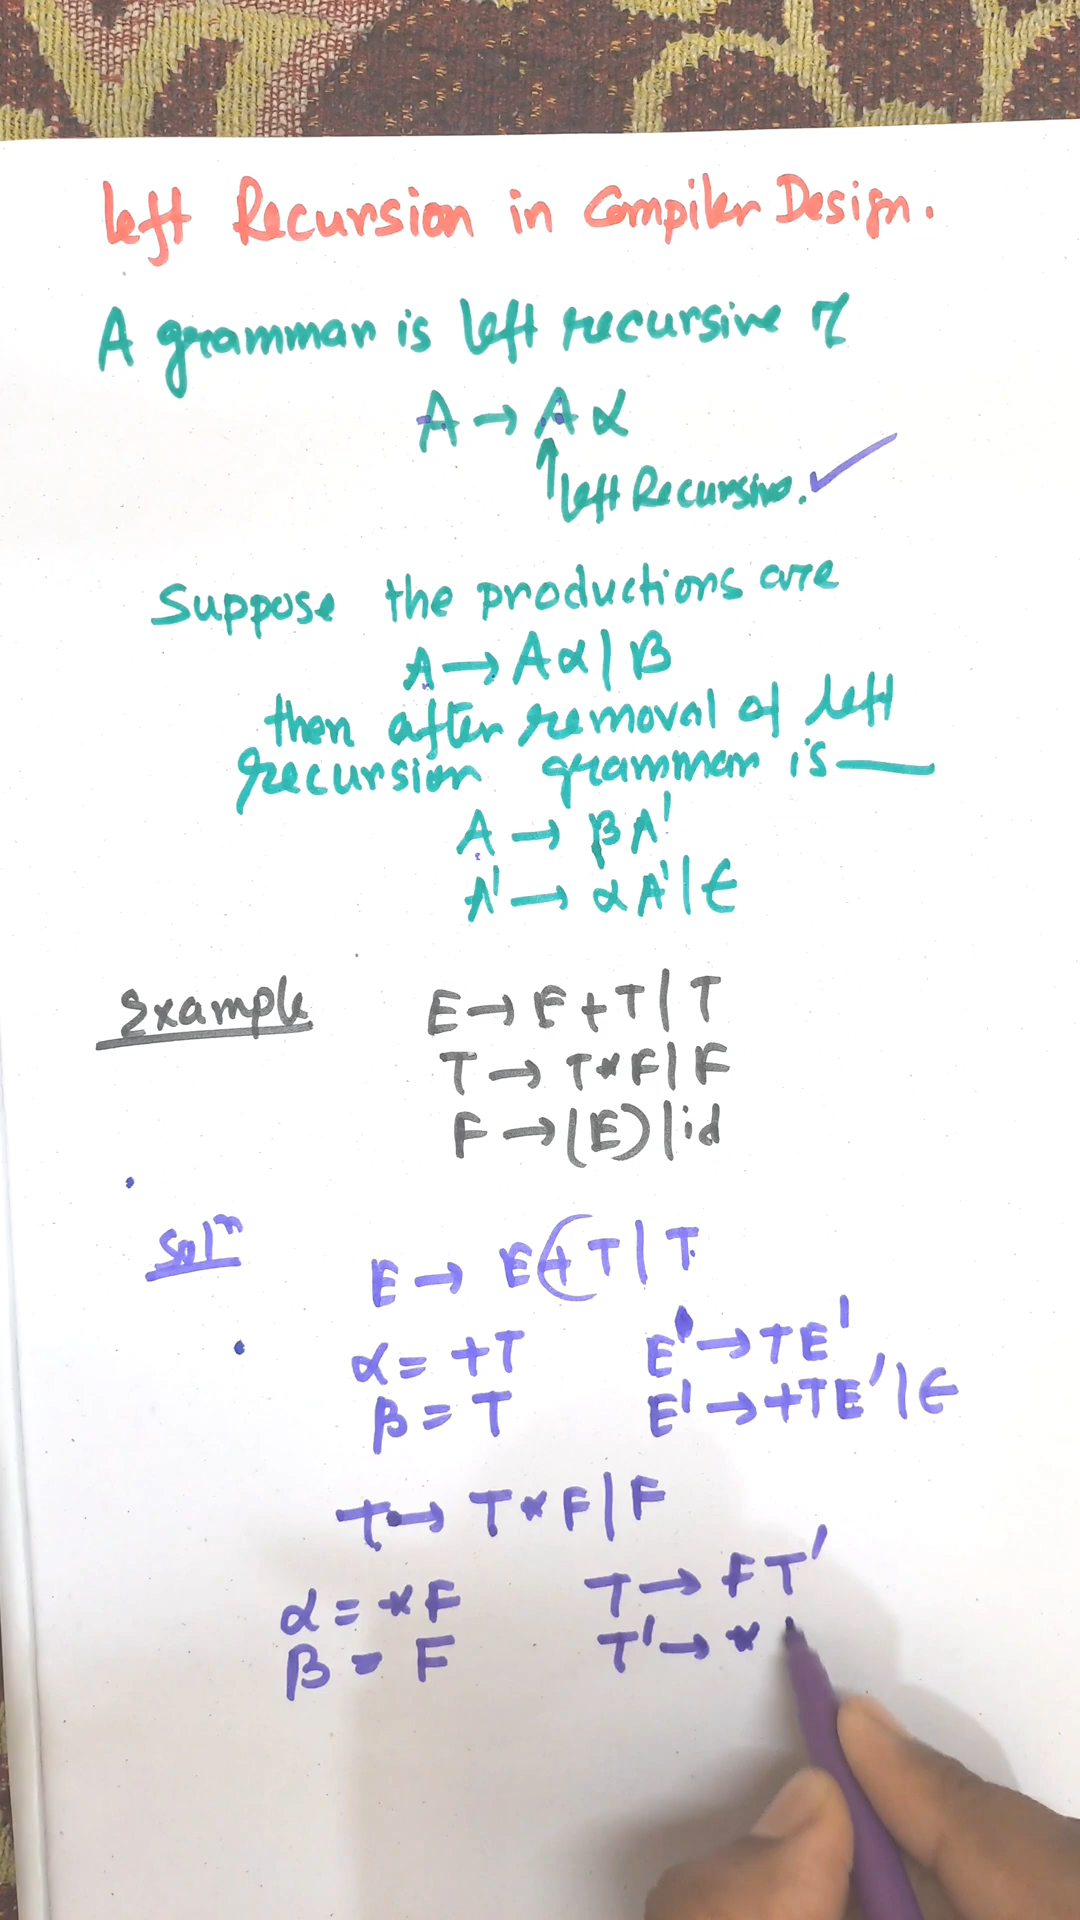 left Recursion in Compiler Design.
A grammar is left recursive if
A → A α
↑ left Recursive. ✓
Suppose the productions are
A → Aα | β
then after removal of left
recursion grammar is —
A → βA'
A' → αA' | ϵ
Example E → E + T | T
T → T * F | F
F → (E) | id
Solⁿ E → E + T | T
α = +T E → TE'
β = T E' → +TE' | ϵ
T → T * F | F
α = *F T → FT'
β = F T' → *